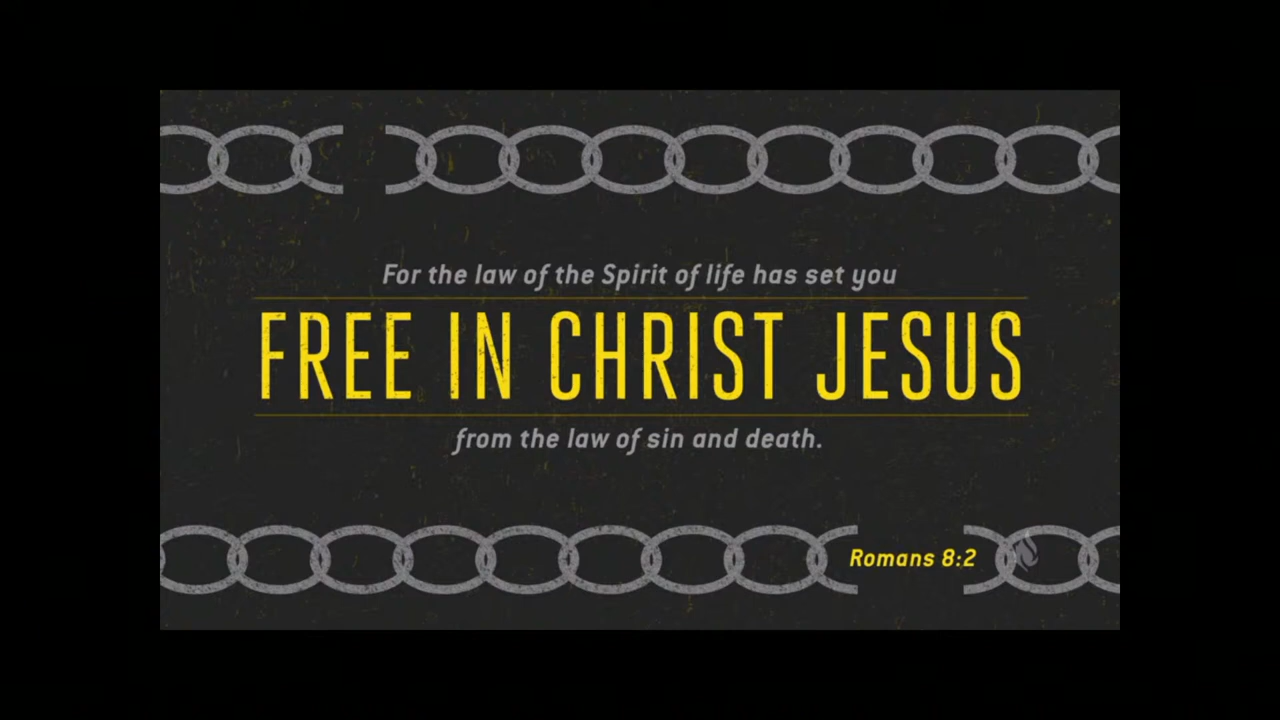 For the law of the Spirit of life has set you
FREE IN CHRIST JESUS
from the law of sin and death.
Romans 8:2